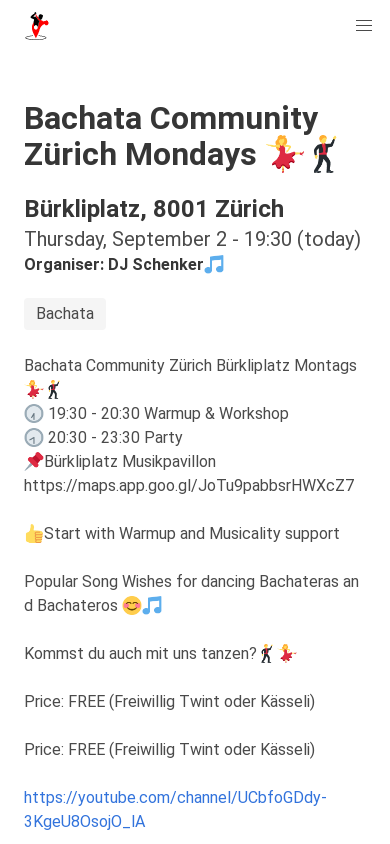 Bachata Community
Zürich Mondays 💃🕺
Bürkliplatz, 8001 Zürich
Thursday, September 2 - 19:30 (today)
Organiser: DJ Schenker🎵
Bachata
Bachata Community Zürich Bürkliplatz Montags
💃🕺
🕢 19:30 - 20:30 Warmup & Workshop
🕣 20:30 - 23:30 Party
📌Bürkliplatz Musikpavillon
https://maps.app.goo.gl/JoTu9pabbsrHWXcZ7
👍Start with Warmup and Musicality support
Popular Song Wishes for dancing Bachateras an
d Bachateros 😊🎵
Kommst du auch mit uns tanzen?🕺💃
Price: FREE (Freiwillig Twint oder Kässeli)
Price: FREE (Freiwillig Twint oder Kässeli)
https://youtube.com/channel/UCbfoGDdy-
3KgeU8OsojO_lA